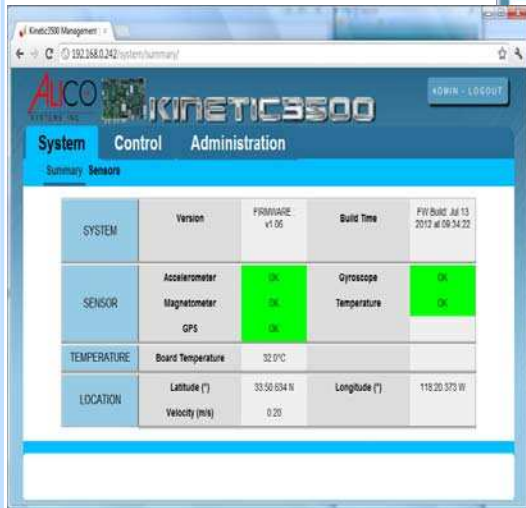 Kinetic3500 Management
192.168.0.242/system/summary/
ALICO
SYSTEMS INC.
KINETIC3500
ADMIN - LOGOUT
System Control Administration
Summary Sensors
SYSTEM Version FIRMWARE v1.06 Build Time FW Build: Jul 13 2012 at 09:34:22
SENSOR
Accelerometer OK Gyroscope OK
Magnetometer OK Temperature OK
GPS OK
TEMPERATURE Board Temperature 32.0°C
LOCATION
Latitude (°) 33:50.634 N Longitude (°) 118:20.373 W
Velocity (m/s) 0.20